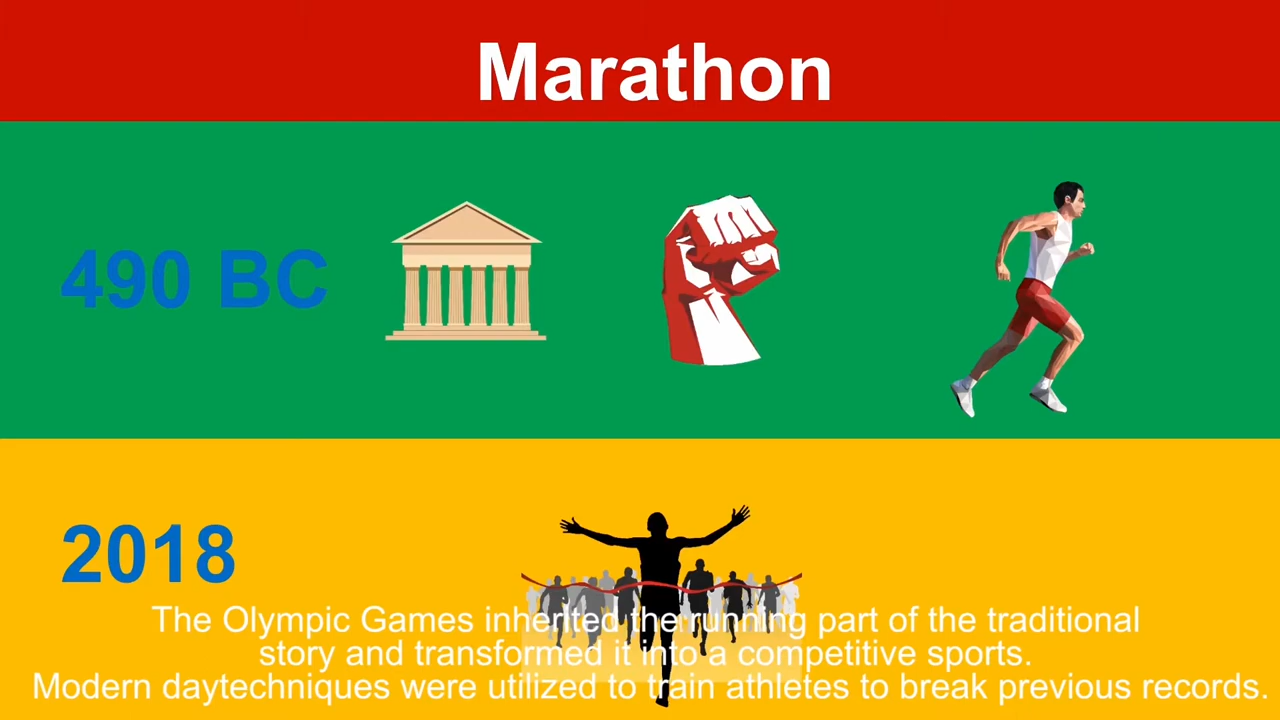 Marathon
490 BC
2018
The Olympic Games inherited the running part of the traditional
story and transformed it into a competitive sports.
Modern daytechniques were utilized to train athletes to break previous records.